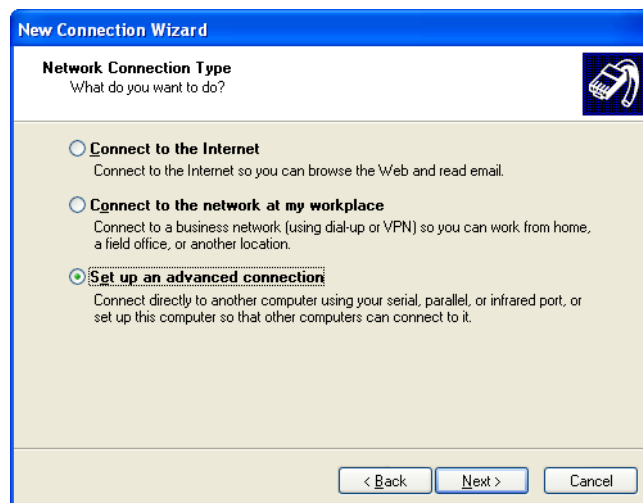 New Connection Wizard
Network Connection Type
What do you want to do?
Connect to the Internet
Connect to the Internet so you can browse the Web and read email.
Connect to the network at my workplace
Connect to a business network (using dial-up or VPN) so you can work from home,
a field office, or another location.
Set up an advanced connection
Connect directly to another computer using your serial, parallel, or infrared port, or
set up this computer so that other computers can connect to it.
< Back Next > Cancel